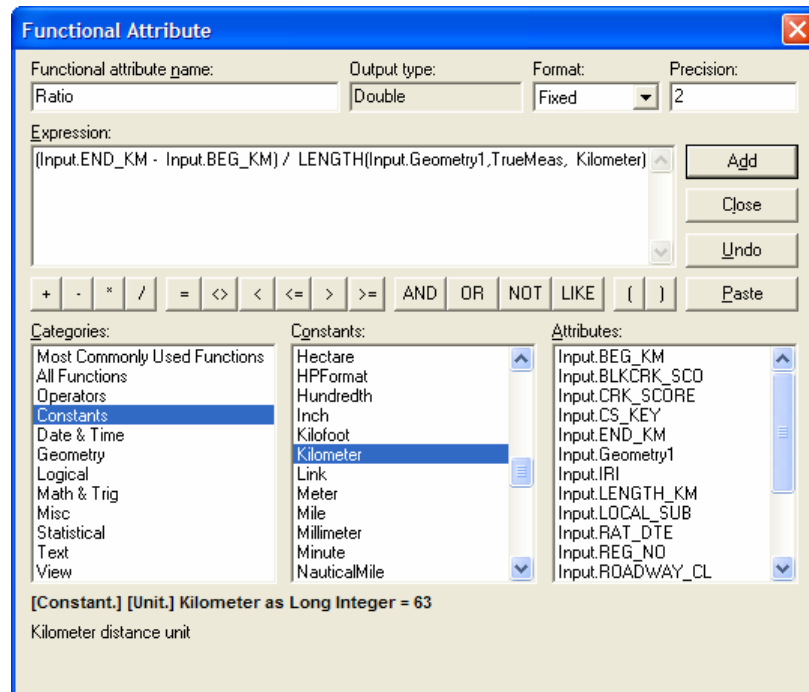 Functional Attribute
Functional attribute name: Output type: Format: Precision:
Ratio Double Fixed 2
Expression:
(Input.END_KM - Input.BEG_KM) / LENGTH(Input.Geometry1,TrueMeas, Kilometer)
Add
Close
Undo
+ - * / = <> < <= > >= AND OR NOT LIKE ( ) Paste
Categories: Constants: Attributes:
Most Commonly Used Functions Hectare Input.BEG_KM
All Functions HPFormat Input.BLKCRK_SCO
Operators Hundredth Input.CRK_SCORE
Constants Inch Input.CS_KEY
Date & Time Kilofoot Input.END_KM
Geometry Kilometer Input.Geometry1
Logical Link Input.IRI
Math & Trig Meter Input.LENGTH_KM
Misc Mile Input.LOCAL_SUB
Statistical Millimeter Input.RAT_DTE
Text Minute Input.REG_NO
View NauticalMile Input.ROADWAY_CL
[Constant.] [Unit.] Kilometer as Long Integer = 63
Kilometer distance unit